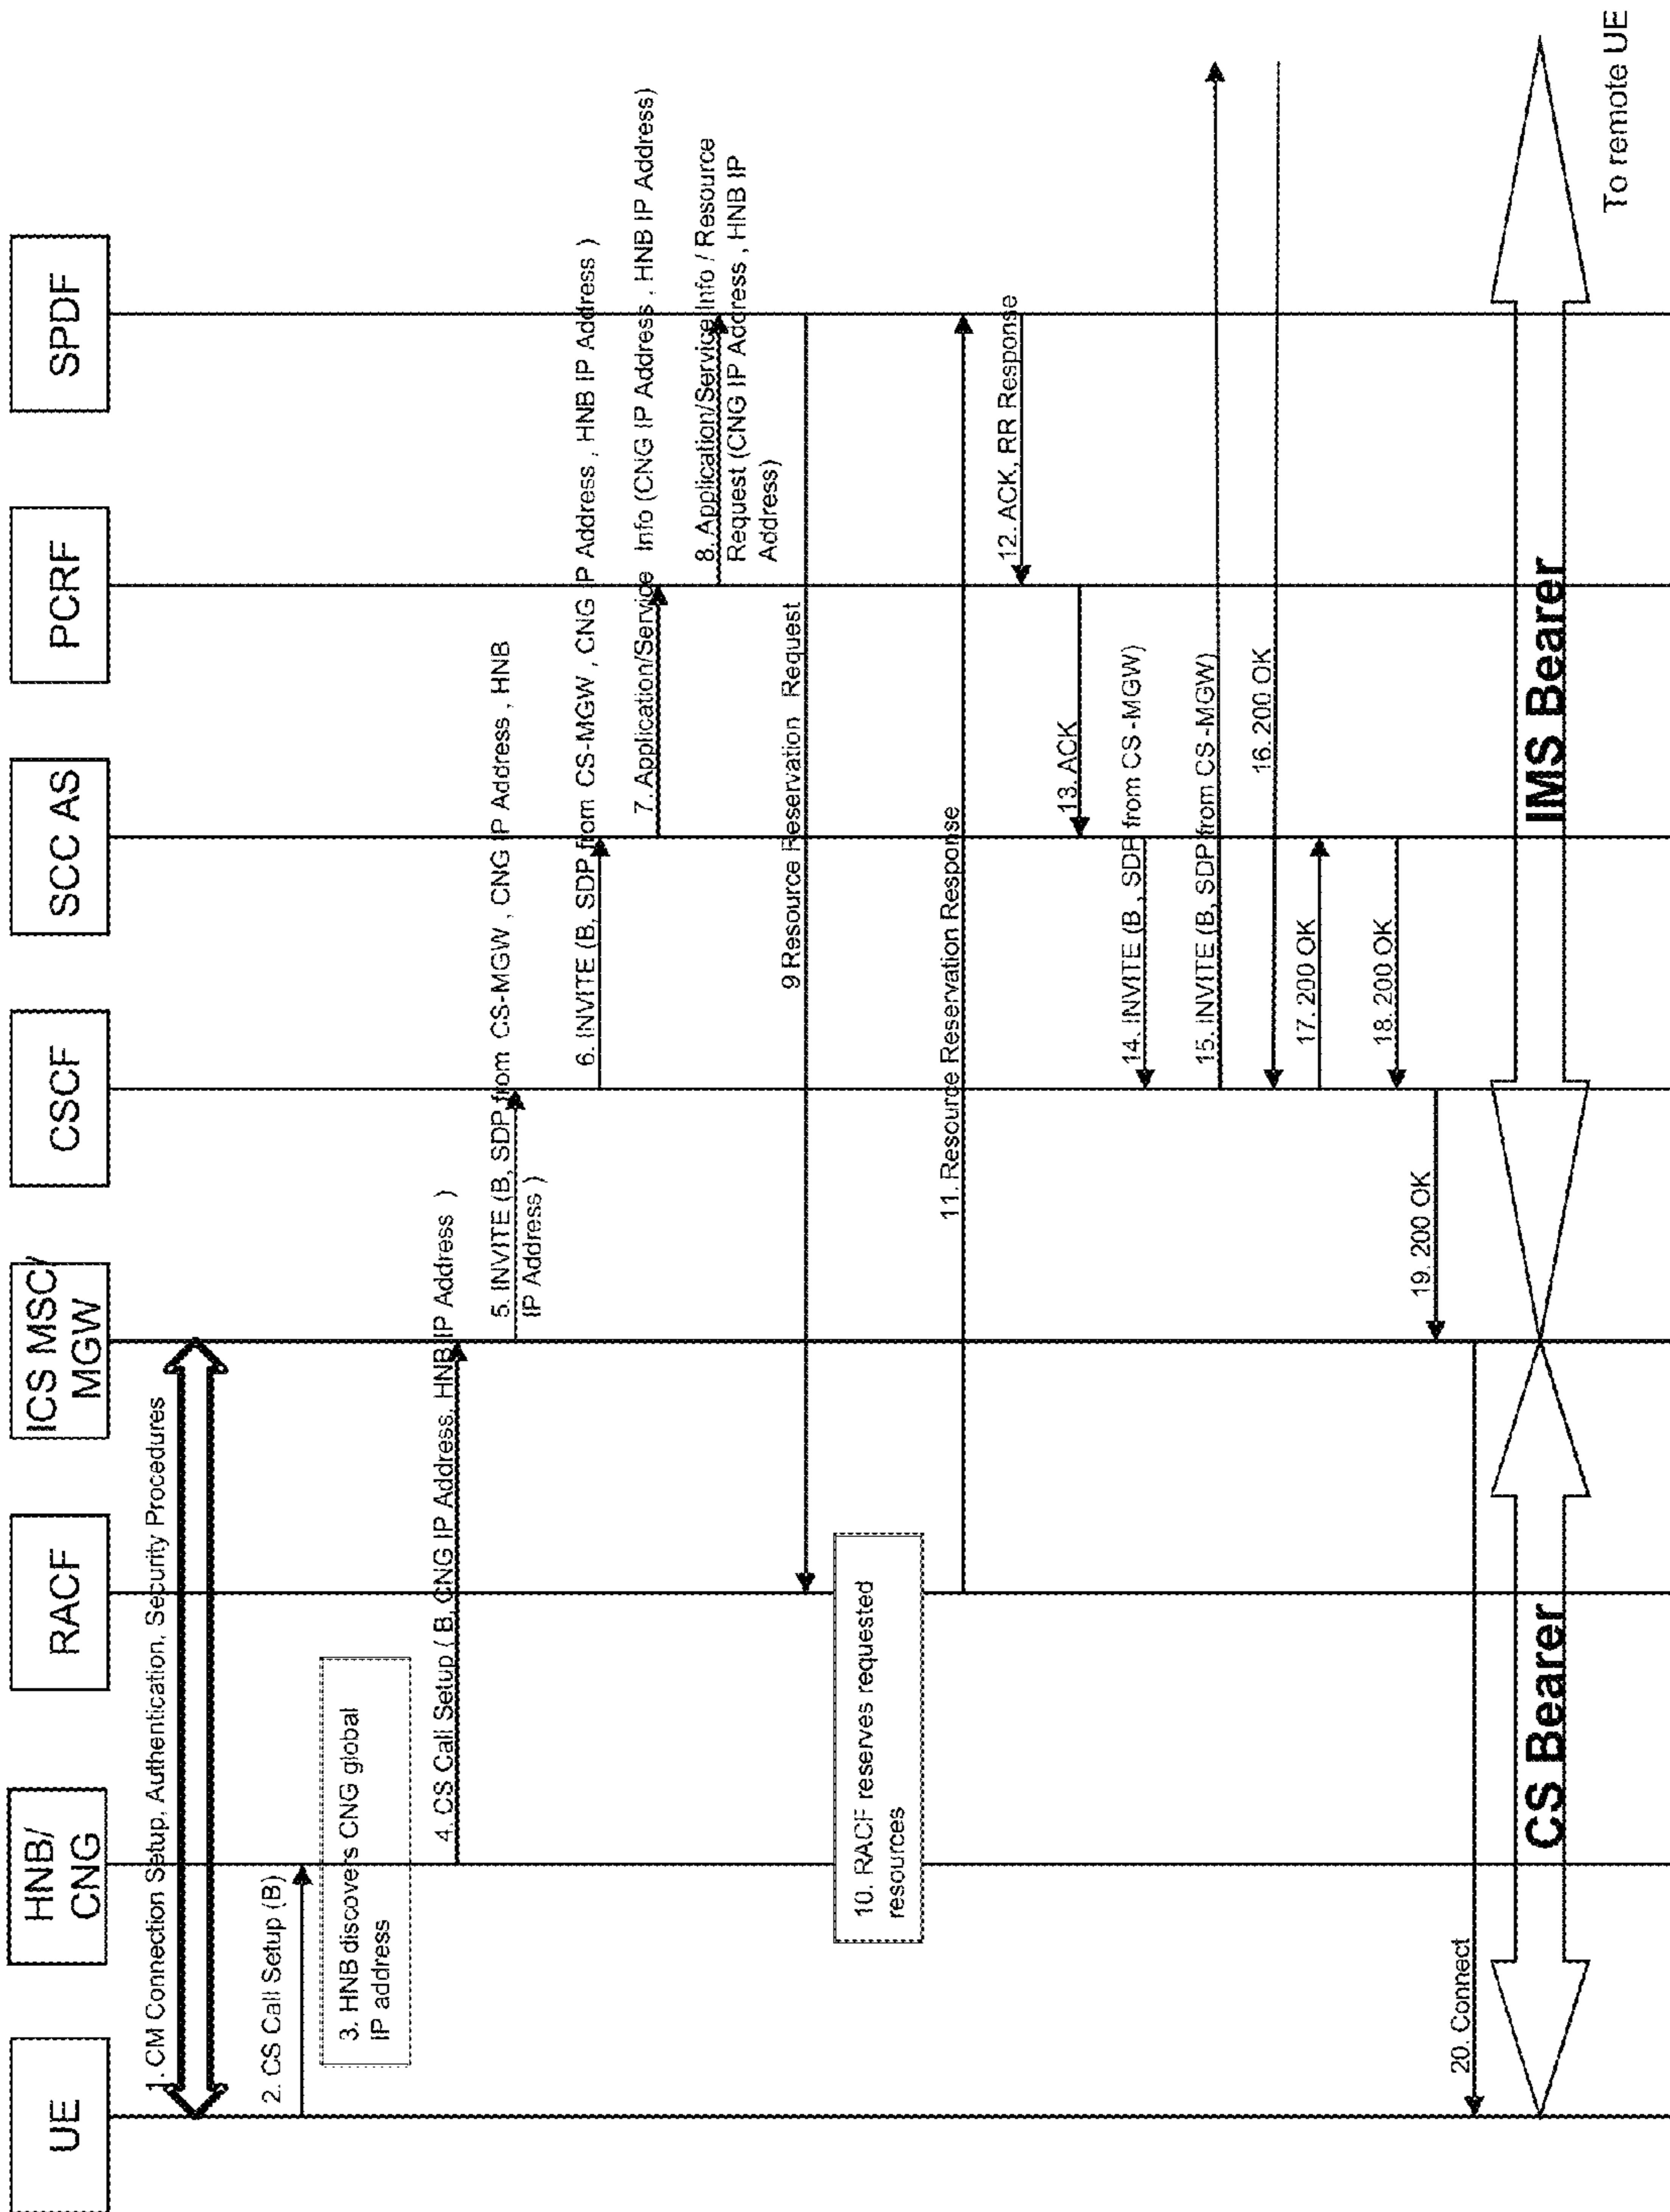 UE
HNB/
CNG
RACF
ICS MSC/
MGW
CSCF
SCC AS
PCRF
SPDF
1. CM Connection Setup, Authentication, Security Procedures
2. CS Call Setup (B)
3. HNB discovers CNG global
IP address
4. CS Call Setup ( B, CNG IP Address, HNB IP Address )
5. INVITE (B, SDP from CS-MGW , CNG IP Address , HNB
IP Address )
6. INVITE (B, SDP from CS-MGW , CNG IP Address , HNB IP Address )
7. Application/Service Info (CNG IP Address , HNB IP Address)
8. Application/Service Info / Resource
Request (CNG IP Address , HNB IP
Address)
9 Resource Reservation Request
10. RACF reserves requested
resources
11. Resource Reservation Response
12. ACK, RR Response
13. ACK
14. INVITE (B , SDP from CS -MGW)
15. INVITE (B, SDP from CS-MGW)
16. 200 OK
17. 200 OK
18. 200 OK
19. 200 OK
20. Connect
CS Bearer
IMS Bearer
To remote UE